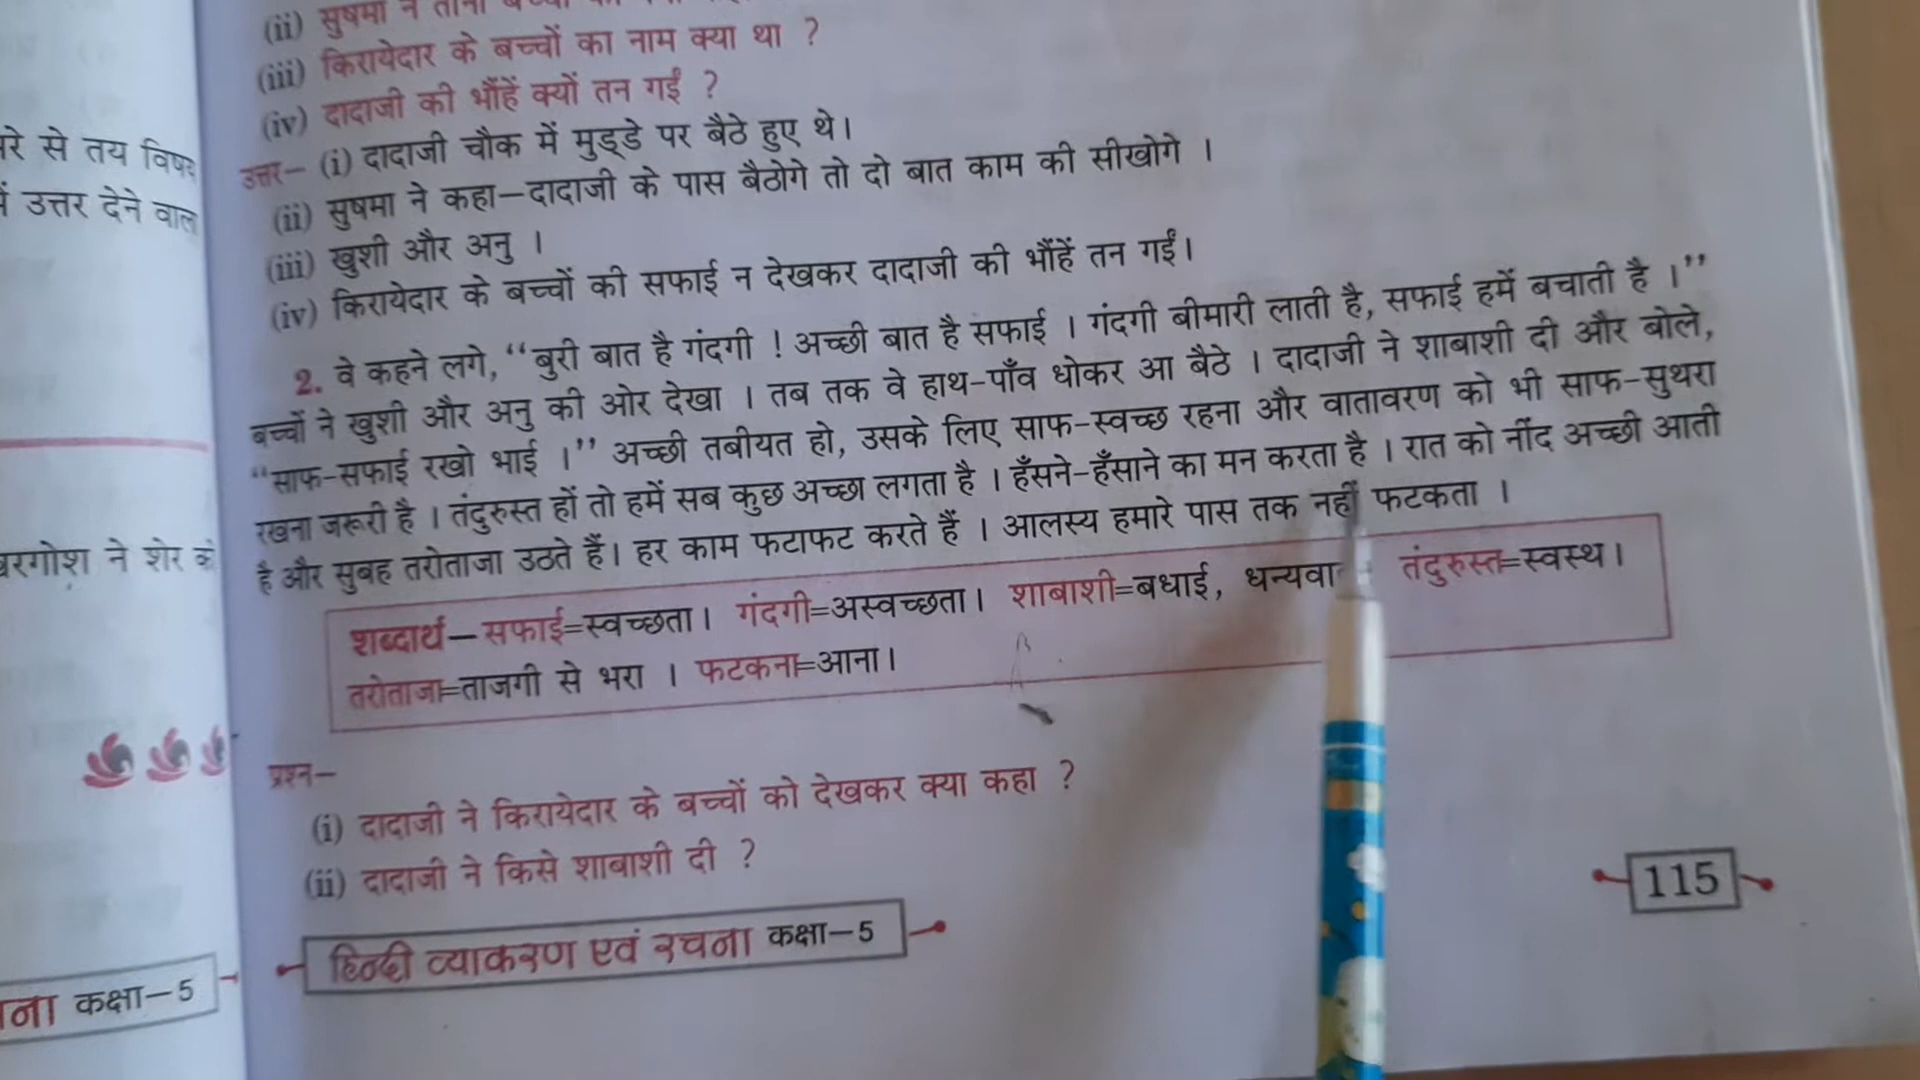 रे से तय विषय
में उत्तर देने वाल
खरगोश ने शेर के
कक्षा–5
(ii) सुषमा ने
(iii) किरायेदार के बच्चों का नाम क्या था ?
(iv) दादाजी की भौंहें क्यों तन गईं ?
उत्तर– (i) दादाजी चौक में मुड्डे पर बैठे हुए थे।
(ii) सुषमा ने कहा–दादाजी के पास बैठोगे तो दो बात काम की सीखोगे ।
(iii) खुशी और अनु ।
(iv) किरायेदार के बच्चों की सफाई न देखकर दादाजी की भौंहें तन गईं।
2. वे कहने लगे, “बुरी बात है गंदगी ! अच्छी बात है सफाई । गंदगी बीमारी लाती है, सफाई हमें बचाती है ।”
बच्चों ने खुशी और अनु की ओर देखा । तब तक वे हाथ-पाँव धोकर आ बैठे । दादाजी ने शाबाशी दी और बोले,
“साफ-सफाई रखो भाई ।” अच्छी तबीयत हो, उसके लिए साफ-स्वच्छ रहना और वातावरण को भी साफ-सुथरा
रखना जरूरी है । तंदुरुस्त हों तो हमें सब कुछ अच्छा लगता है । हँसने-हँसाने का मन करता है । रात को नींद अच्छी आती
है और सुबह तरोताजा उठते हैं। हर काम फटाफट करते हैं । आलस्य हमारे पास तक नहीं फटकता ।
शब्दार्थ–सफाई=स्वच्छता। गंदगी=अस्वच्छता। शाबाशी=बधाई, धन्यवा तंदुरुस्त=स्वस्थ।
तरोताजा=ताजगी से भरा । फटकना=आना।
प्रश्न–
(i) दादाजी ने किरायेदार के बच्चों को देखकर क्या कहा ?
(ii) दादाजी ने किसे शाबाशी दी ?
115
हिन्दी व्याकरण एवं रचना कक्षा–5